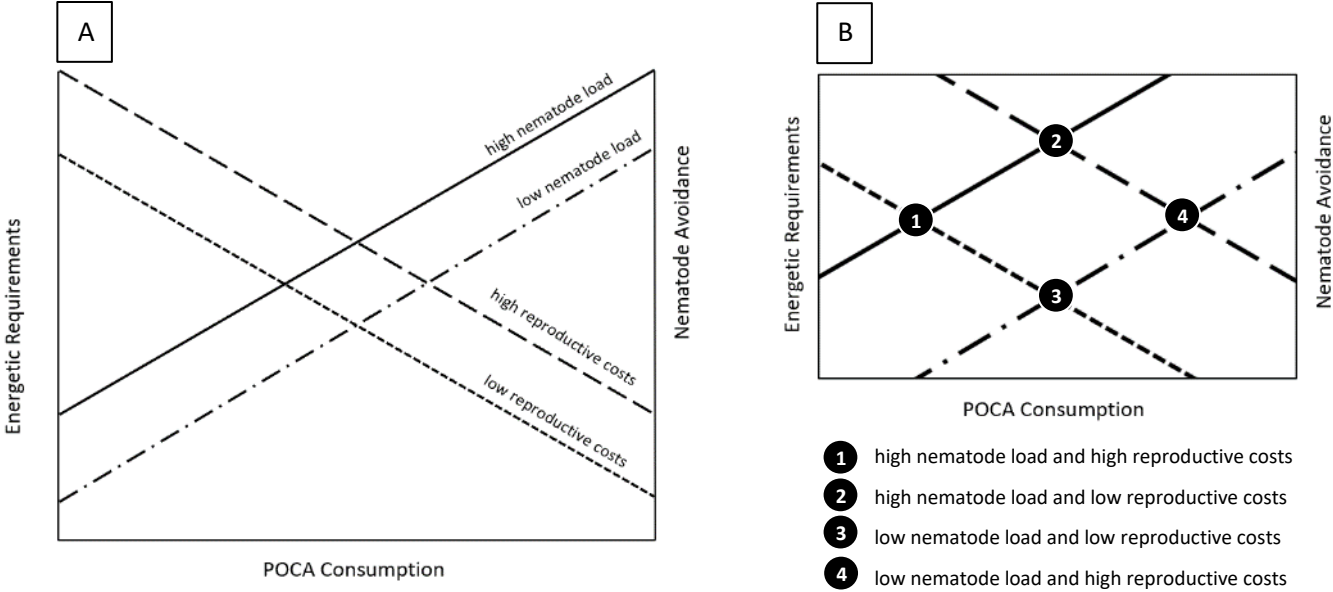 A
Energetic Requirements
high nematode load
low nematode load
high reproductive costs
low reproductive costs
Nematode Avoidance
POCA Consumption
B
Energetic Requirements
1
2
3
4
Nematode Avoidance
POCA Consumption
1 high nematode load and high reproductive costs
2 high nematode load and low reproductive costs
3 low nematode load and low reproductive costs
4 low nematode load and high reproductive costs